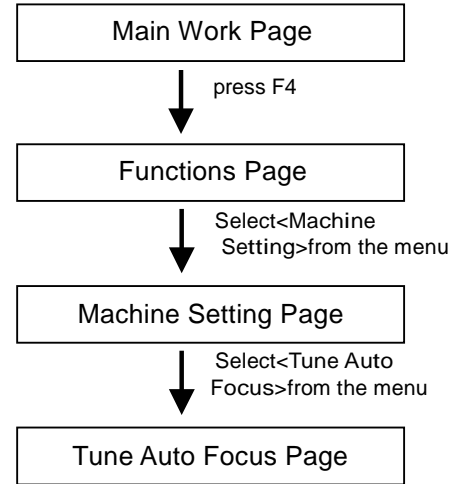 Main Work Page
press F4
Functions Page
Select<Machine
Setting>from the menu
Machine Setting Page
Select<Tune Auto
Focus>from the menu
Tune Auto Focus Page